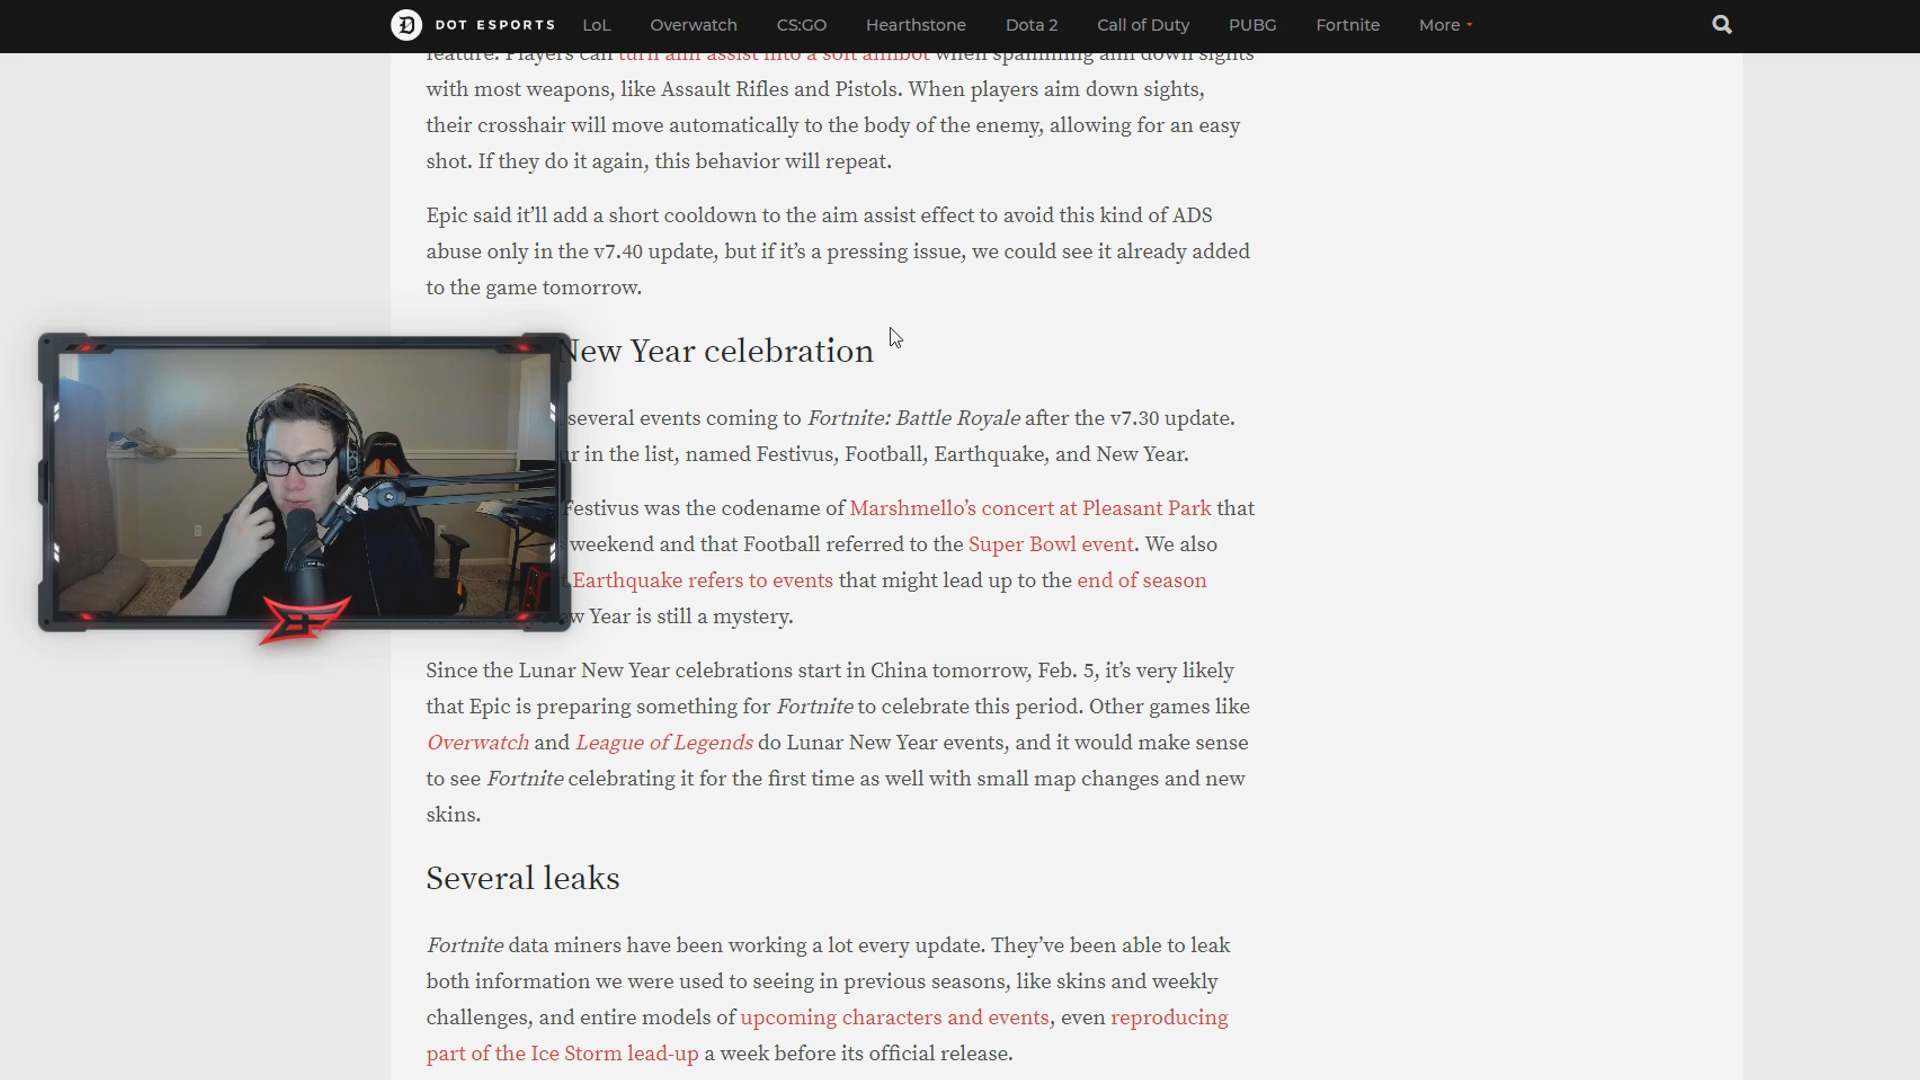 DOT ESPORTS LoL Overwatch CS:GO Hearthstone Dota 2 Call of Duty PUBG Fortnite More
feature. Players can turn aim assist into a soft aimbot when spamming aim down sights
with most weapons, like Assault Rifles and Pistols. When players aim down sights,
their crosshair will move automatically to the body of the enemy, allowing for an easy
shot. If they do it again, this behavior will repeat.
Epic said it’ll add a short cooldown to the aim assist effect to avoid this kind of ADS
abuse only in the v7.40 update, but if it’s a pressing issue, we could see it already added
to the game tomorrow.
New Year celebration
several events coming to Fortnite: Battle Royale after the v7.30 update.
in the list, named Festivus, Football, Earthquake, and New Year.
Festivus was the codename of Marshmello’s concert at Pleasant Park that
weekend and that Football referred to the Super Bowl event. We also
Earthquake refers to events that might lead up to the end of season
Year is still a mystery.
Since the Lunar New Year celebrations start in China tomorrow, Feb. 5, it’s very likely
that Epic is preparing something for Fortnite to celebrate this period. Other games like
Overwatch and League of Legends do Lunar New Year events, and it would make sense
to see Fortnite celebrating it for the first time as well with small map changes and new
skins.
Several leaks
Fortnite data miners have been working a lot every update. They’ve been able to leak
both information we were used to seeing in previous seasons, like skins and weekly
challenges, and entire models of upcoming characters and events, even reproducing
part of the Ice Storm lead-up a week before its official release.